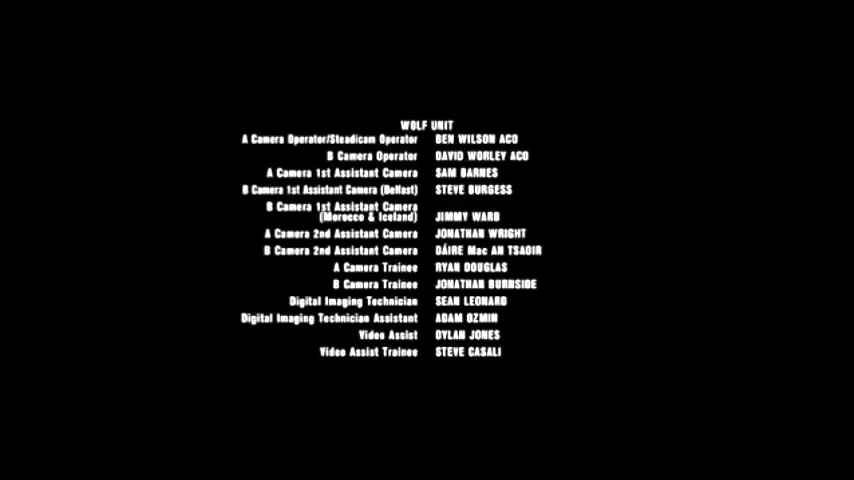 WOLF UNIT
A Camera Operator/Steadicam Operator BEN WILSON ACO
B Camera Operator DAVID WORLEY ACO
A Camera 1st Assistant Camera SAM BARNES
B Camera 1st Assistant Camera (Belfast) STEVE BURGESS
B Camera 1st Assistant Camera
(Morocco & Iceland) JIMMY WARD
A Camera 2nd Assistant Camera JONATHAN WRIGHT
B Camera 2nd Assistant Camera DÁIRE Mac AN TSAOIR
A Camera Trainee RYAN DOUGLAS
B Camera Trainee JONATHAN BURNSIDE
Digital Imaging Technician SEAN LEONARD
Digital Imaging Technician Assistant ADAM OZMIN
Video Assist DYLAN JONES
Video Assist Trainee STEVE CASALI